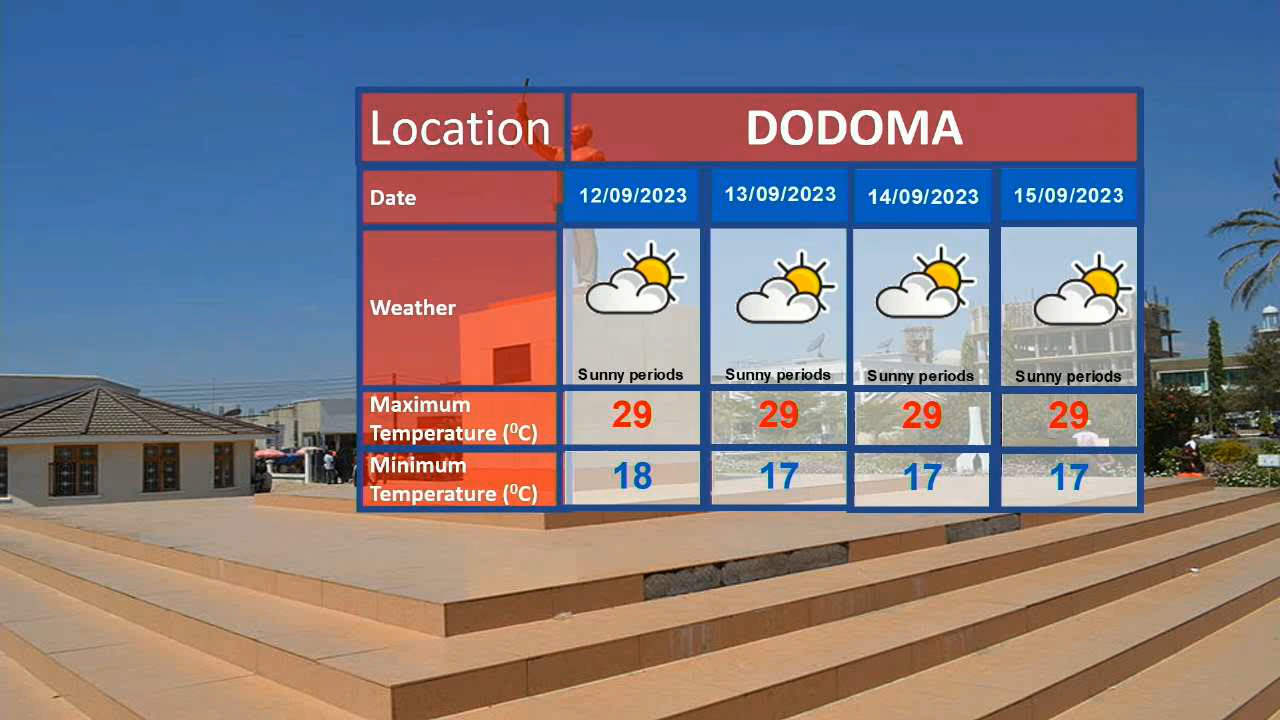 Location DODOMA
Date 12/09/2023 13/09/2023 14/09/2023 15/09/2023
Weather
Sunny periods Sunny periods Sunny periods Sunny periods
Maximum
Temperature (⁰C) 29 29 29 29
Minimum
Temperature (⁰C) 18 17 17 17